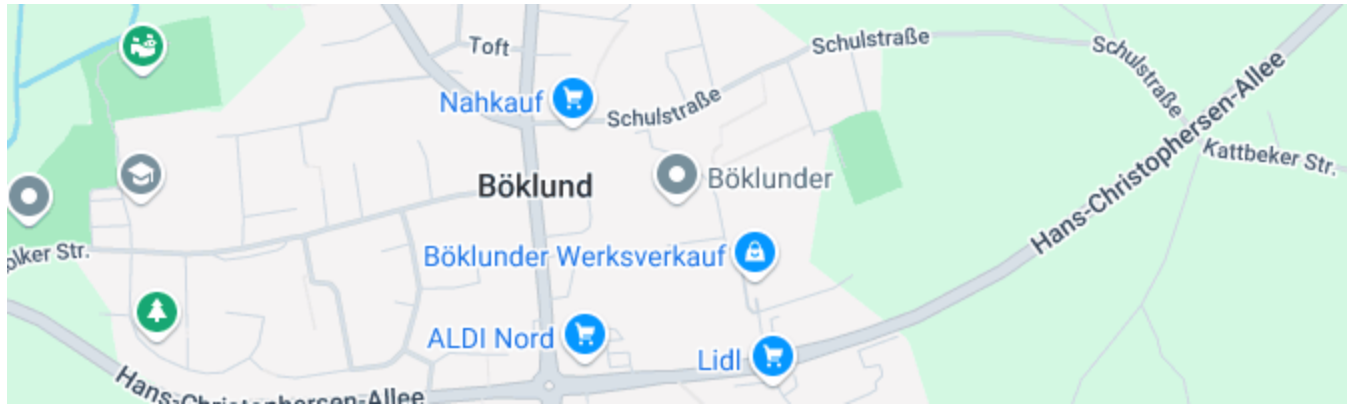 Toft
Schulstraße
Schulstraße
Nahkauf
Schulstraße
Hans-Christophersen-Allee
Kattbeker Str.
Böklund
Böklunder
olker Str.
Böklunder Werksverkauf
ALDI Nord
Lidl
Hans-Christophersen-Allee